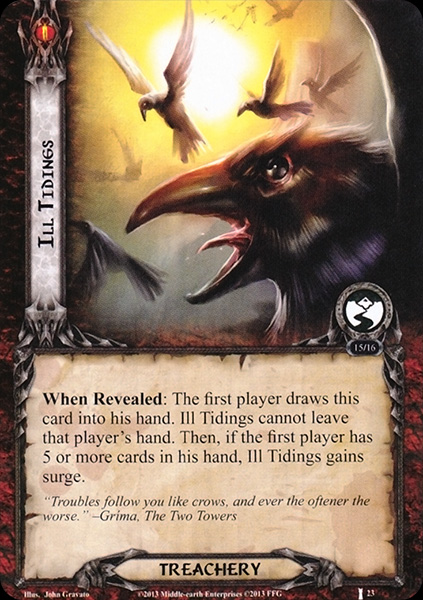 ILL TIDINGS
15/16
When Revealed: The first player draws this
card into his hand. Ill Tidings cannot leave
that player's hand. Then, if the first player has
5 or more cards in his hand, Ill Tidings gains
surge.
"Troubles follow you like crows, and ever the oftener the
worse." –Gríma, The Two Towers
TREACHERY
Illus. John Gravato
©2013 Middle-earth Enterprises ©2013 FFG
23